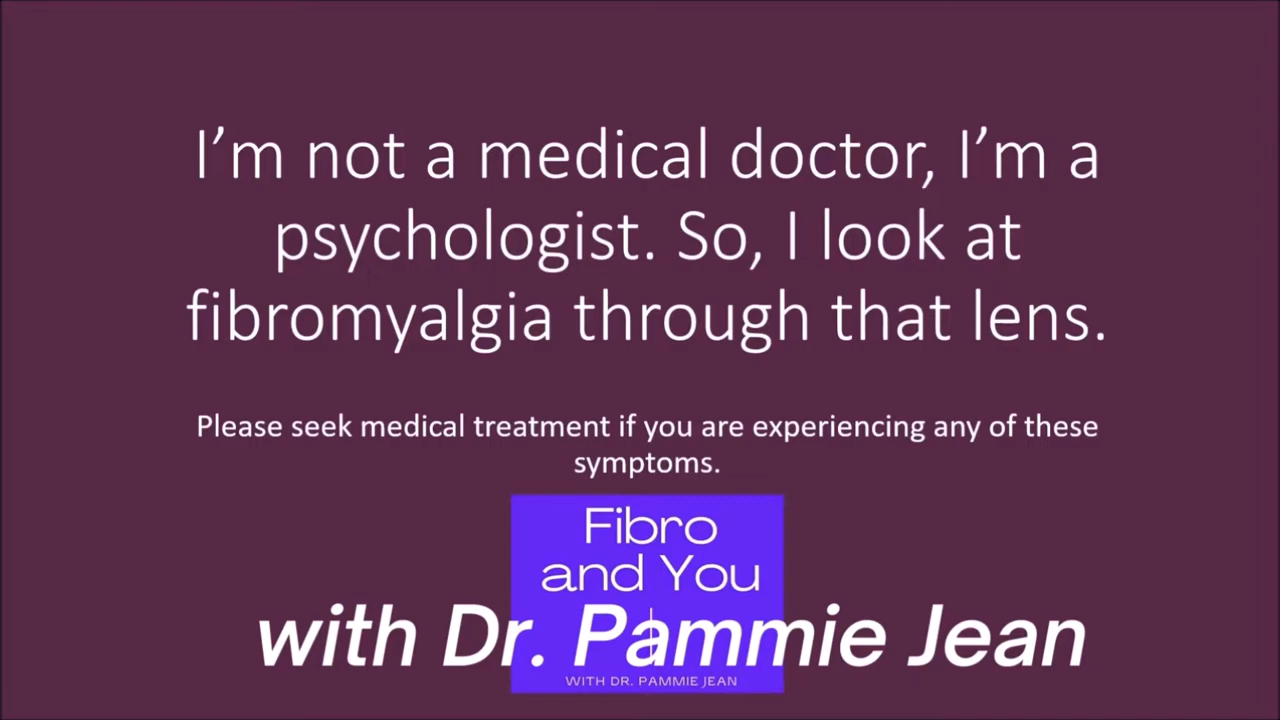 I’m not a medical doctor, I’m a
psychologist. So, I look at
fibromyalgia through that lens.
Please seek medical treatment if you are experiencing any of these
symptoms.
Fibro
and You
with Dr. Pammie Jean
WITH DR. PAMMIE JEAN